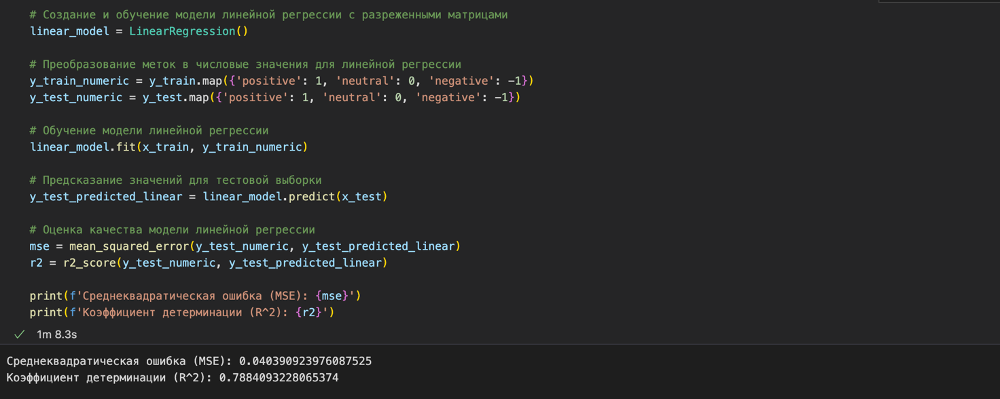 # Создание и обучение модели линейной регрессии с разреженными матрицами
linear_model = LinearRegression()
# Преобразование меток в числовые значения для линейной регрессии
y_train_numeric = y_train.map({'positive': 1, 'neutral': 0, 'negative': -1})
y_test_numeric = y_test.map({'positive': 1, 'neutral': 0, 'negative': -1})
# Обучение модели линейной регрессии
linear_model.fit(x_train, y_train_numeric)
# Предсказание значений для тестовой выборки
y_test_predicted_linear = linear_model.predict(x_test)
# Оценка качества модели линейной регрессии
mse = mean_squared_error(y_test_numeric, y_test_predicted_linear)
r2 = r2_score(y_test_numeric, y_test_predicted_linear)
print(f'Среднеквадратическая ошибка (MSE): {mse}')
print(f'Коэффициент детерминации (R^2): {r2}')
1m 8.3s
Среднеквадратическая ошибка (MSE): 0.040390923976087525
Коэффициент детерминации (R^2): 0.7884093228065374